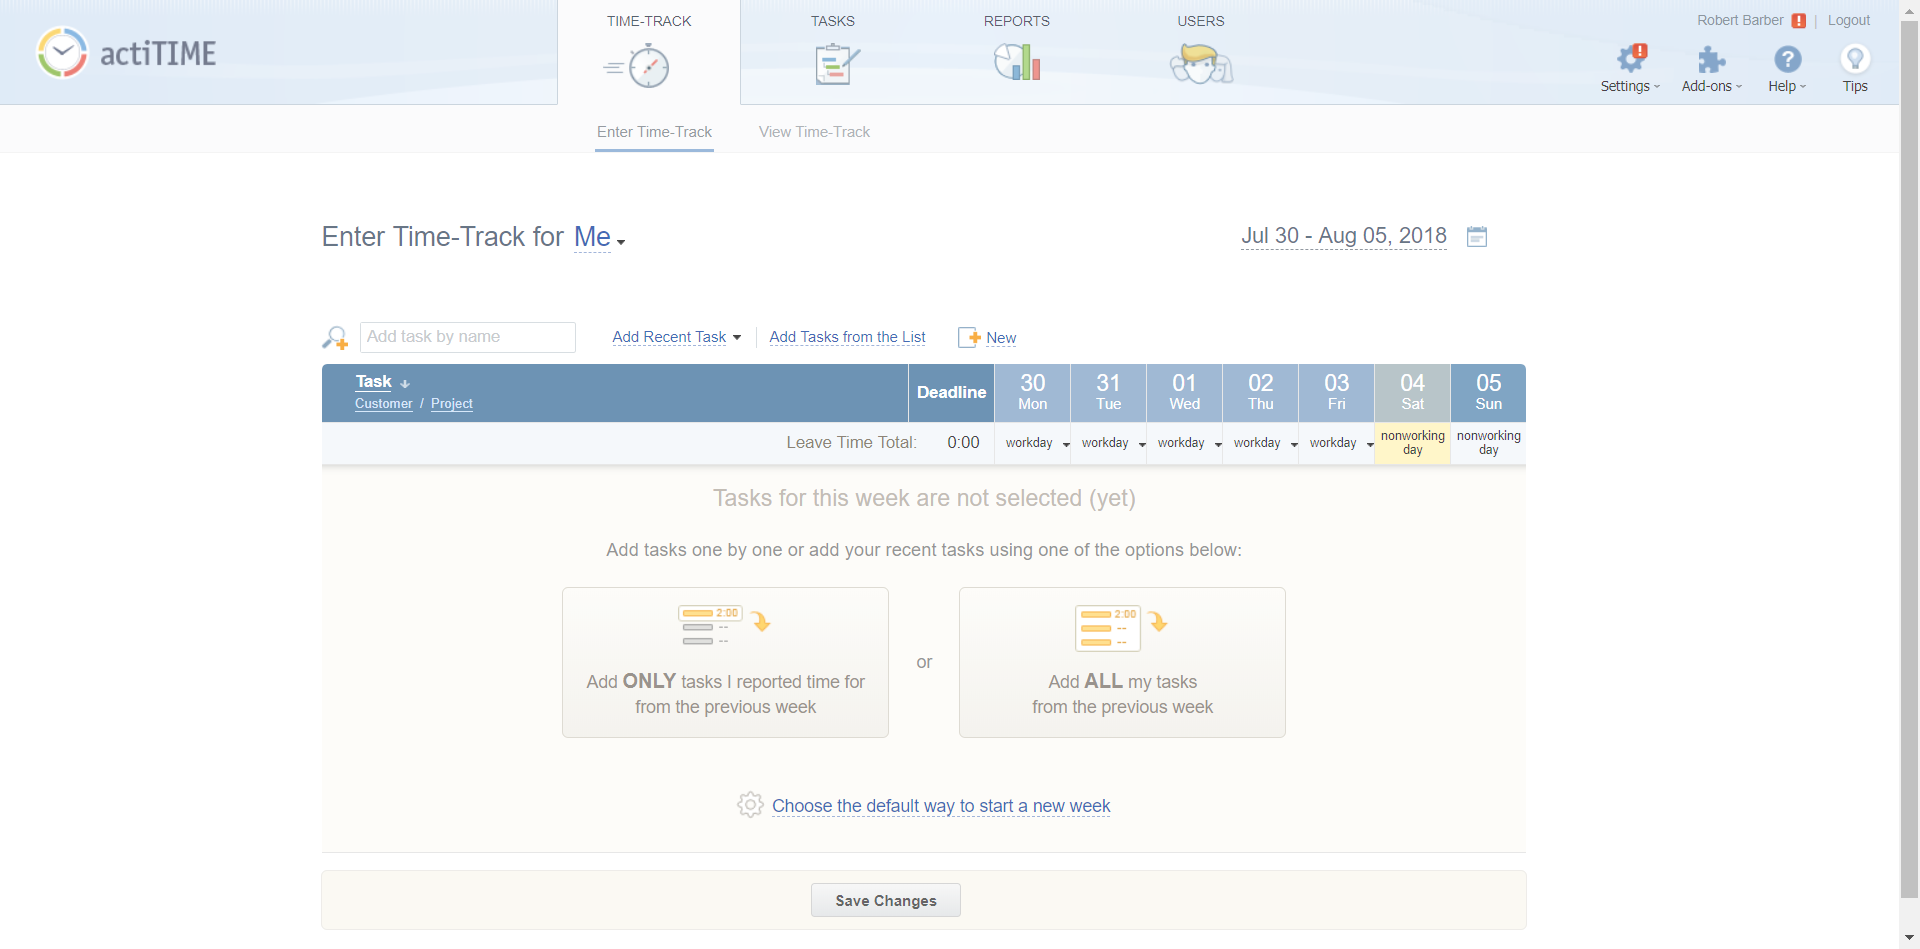 actiTIME
TIME-TRACK
TASKS
REPORTS
USERS
Robert Barber ! | Logout
Settings
Add-ons
Help
Tips
Enter Time-Track
View Time-Track
Enter Time-Track for Me
Jul 30 - Aug 05, 2018
Add task by name
Add Recent Task
Add Tasks from the List
New
Task
Customer / Project
Deadline
30
Mon
31
Tue
01
Wed
02
Thu
03
Fri
04
Sat
05
Sun
Leave Time Total:
0:00
workday
workday
workday
workday
workday
nonworking
day
nonworking
day
Tasks for this week are not selected (yet)
Add tasks one by one or add your recent tasks using one of the options below:
2:00
Add ONLY tasks I reported time for
from the previous week
or
2:00
Add ALL my tasks
from the previous week
Choose the default way to start a new week
Save Changes